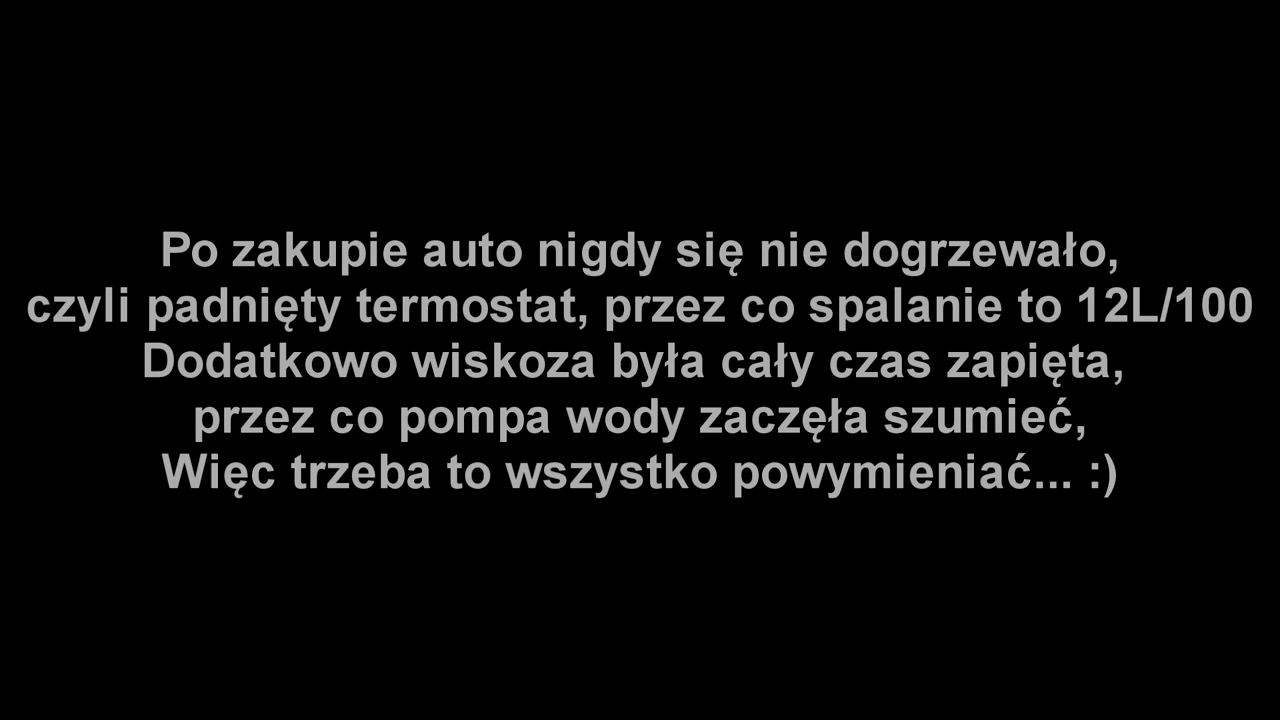 Po zakupie auto nigdy się nie dogrzewało,
czyli padnięty termostat, przez co spalanie to 12L/100
Dodatkowo wiskoza była cały czas zapięta,
przez co pompa wody zaczęła szumieć,
Więc trzeba to wszystko powymieniać... :)